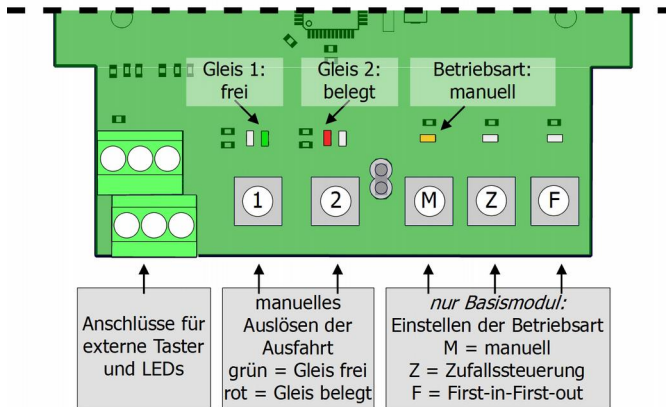 Gleis 1:
frei
Gleis 2:
belegt
Betriebsart:
manuell
1
2
M
Z
F
Anschlüsse für
externe Taster
und LEDs
manuelles
Auslösen der
Ausfahrt
grün = Gleis frei
rot = Gleis belegt
nur Basismodul:
Einstellen der Betriebsart
M = manuell
Z = Zufallssteuerung
F = First-in-First-out